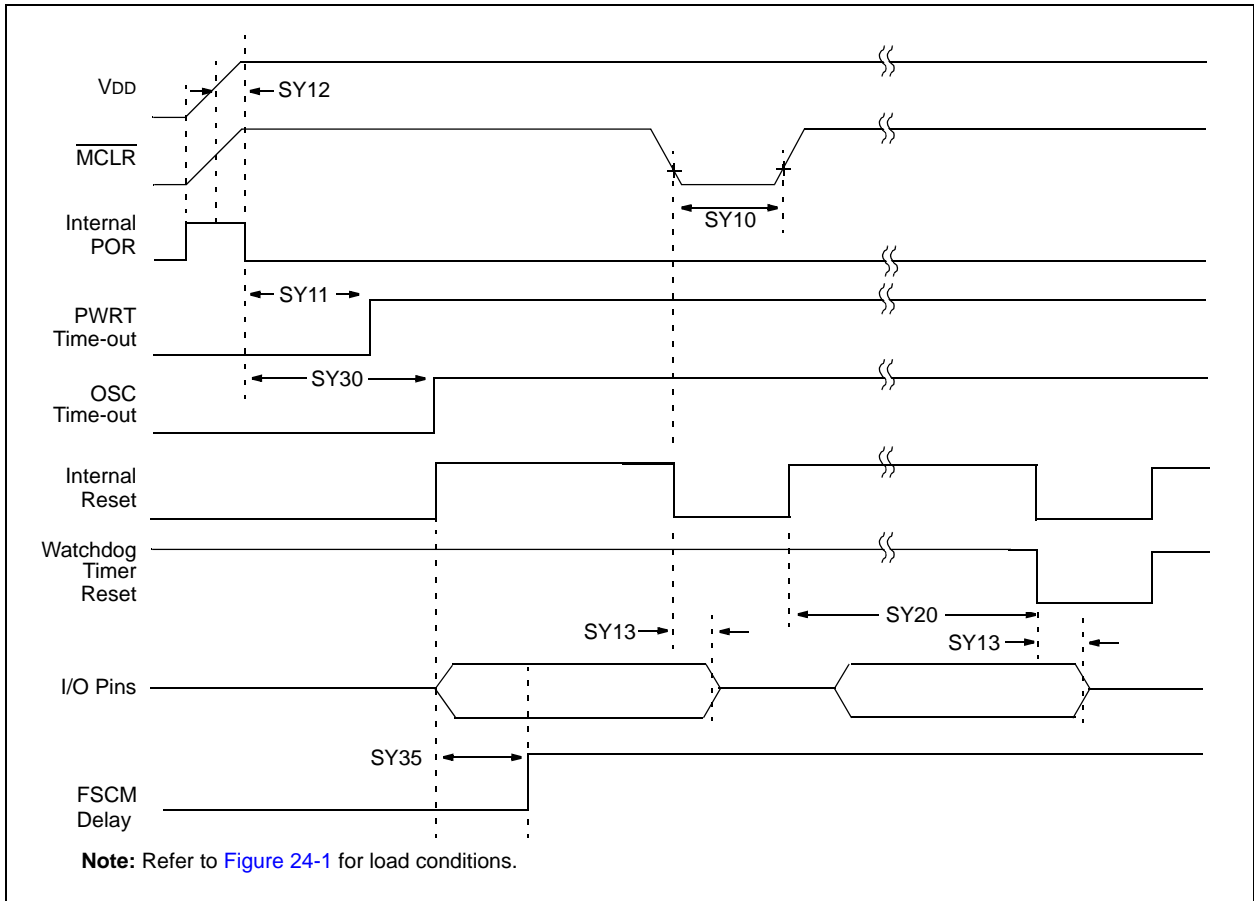 VDD
SY12
MCLR
SY10
Internal
POR
SY11
PWRT
Time-out
SY30
OSC
Time-out
Internal
Reset
Watchdog
Timer
Reset
SY20
SY13
SY13
I/O Pins
SY35
FSCM
Delay
Note: Refer to Figure 24-1 for load conditions.